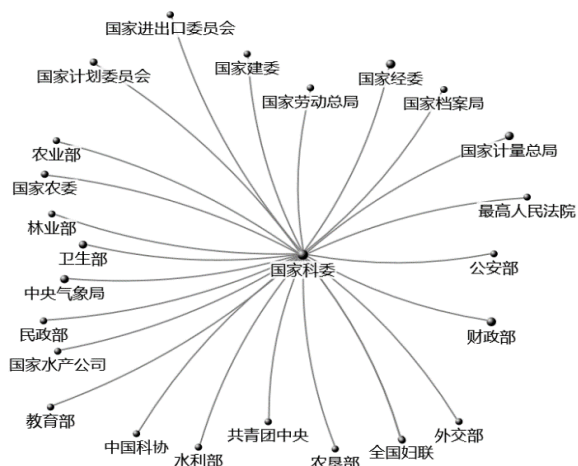 国家进出口委员会
国家建委
国家计划委员会
国家经委
国家劳动总局
国家档案局
国家计量总局
农业部
国家农委
最高人民法院
林业部
卫生部
国家科委
公安部
中央气象局
民政部
财政部
国家水产公司
教育部
中国科协
共青团中央
外交部
水利部
农垦部
全国妇联